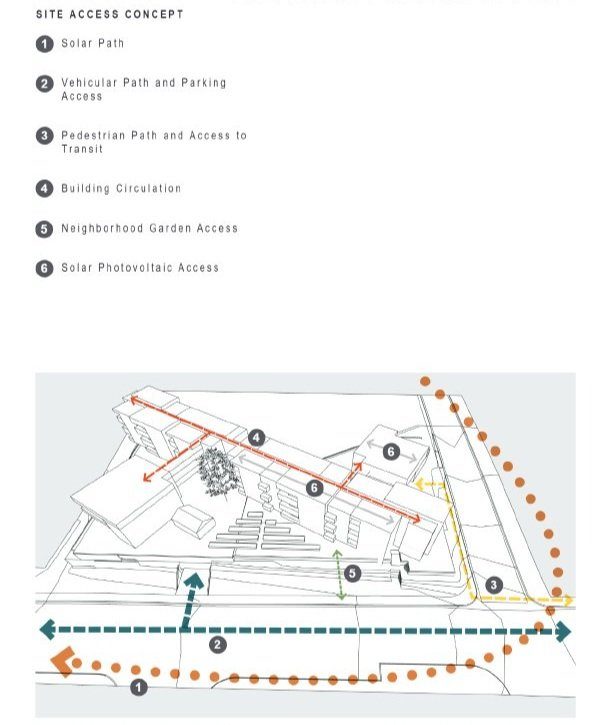 SITE ACCESS CONCEPT
1 Solar Path
2 Vehicular Path and Parking
Access
3 Pedestrian Path and Access to
Transit
4 Building Circulation
5 Neighborhood Garden Access
6 Solar Photovoltaic Access
4
6
6
5
3
2
1